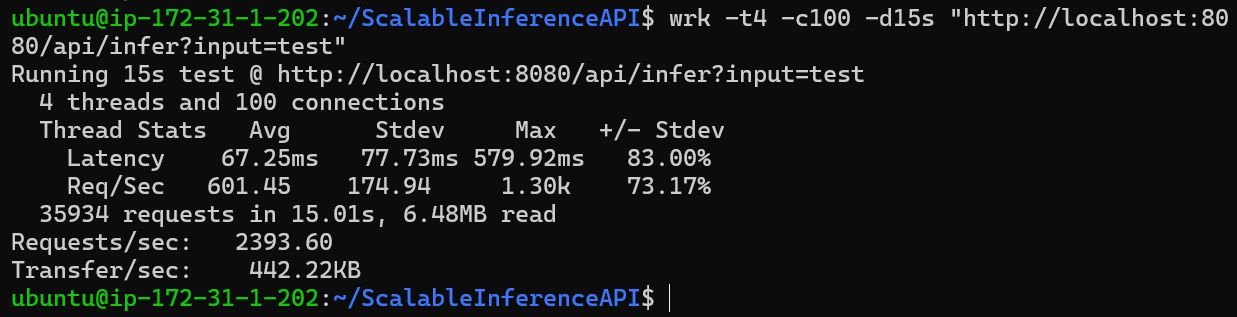 ubuntu@ip-172-31-1-202:~/ScalableInferenceAPI$ wrk -t4 -c100 -d15s "http://localhost:80
80/api/infer?input=test"
Running 15s test @ http://localhost:8080/api/infer?input=test
  4 threads and 100 connections
  Thread Stats   Avg      Stdev     Max   +/- Stdev
    Latency    67.25ms   77.73ms 579.92ms   83.00%
    Req/Sec   601.45    174.94     1.30k    73.17%
  35934 requests in 15.01s, 6.48MB read
Requests/sec:   2393.60
Transfer/sec:    442.22KB
ubuntu@ip-172-31-1-202:~/ScalableInferenceAPI$